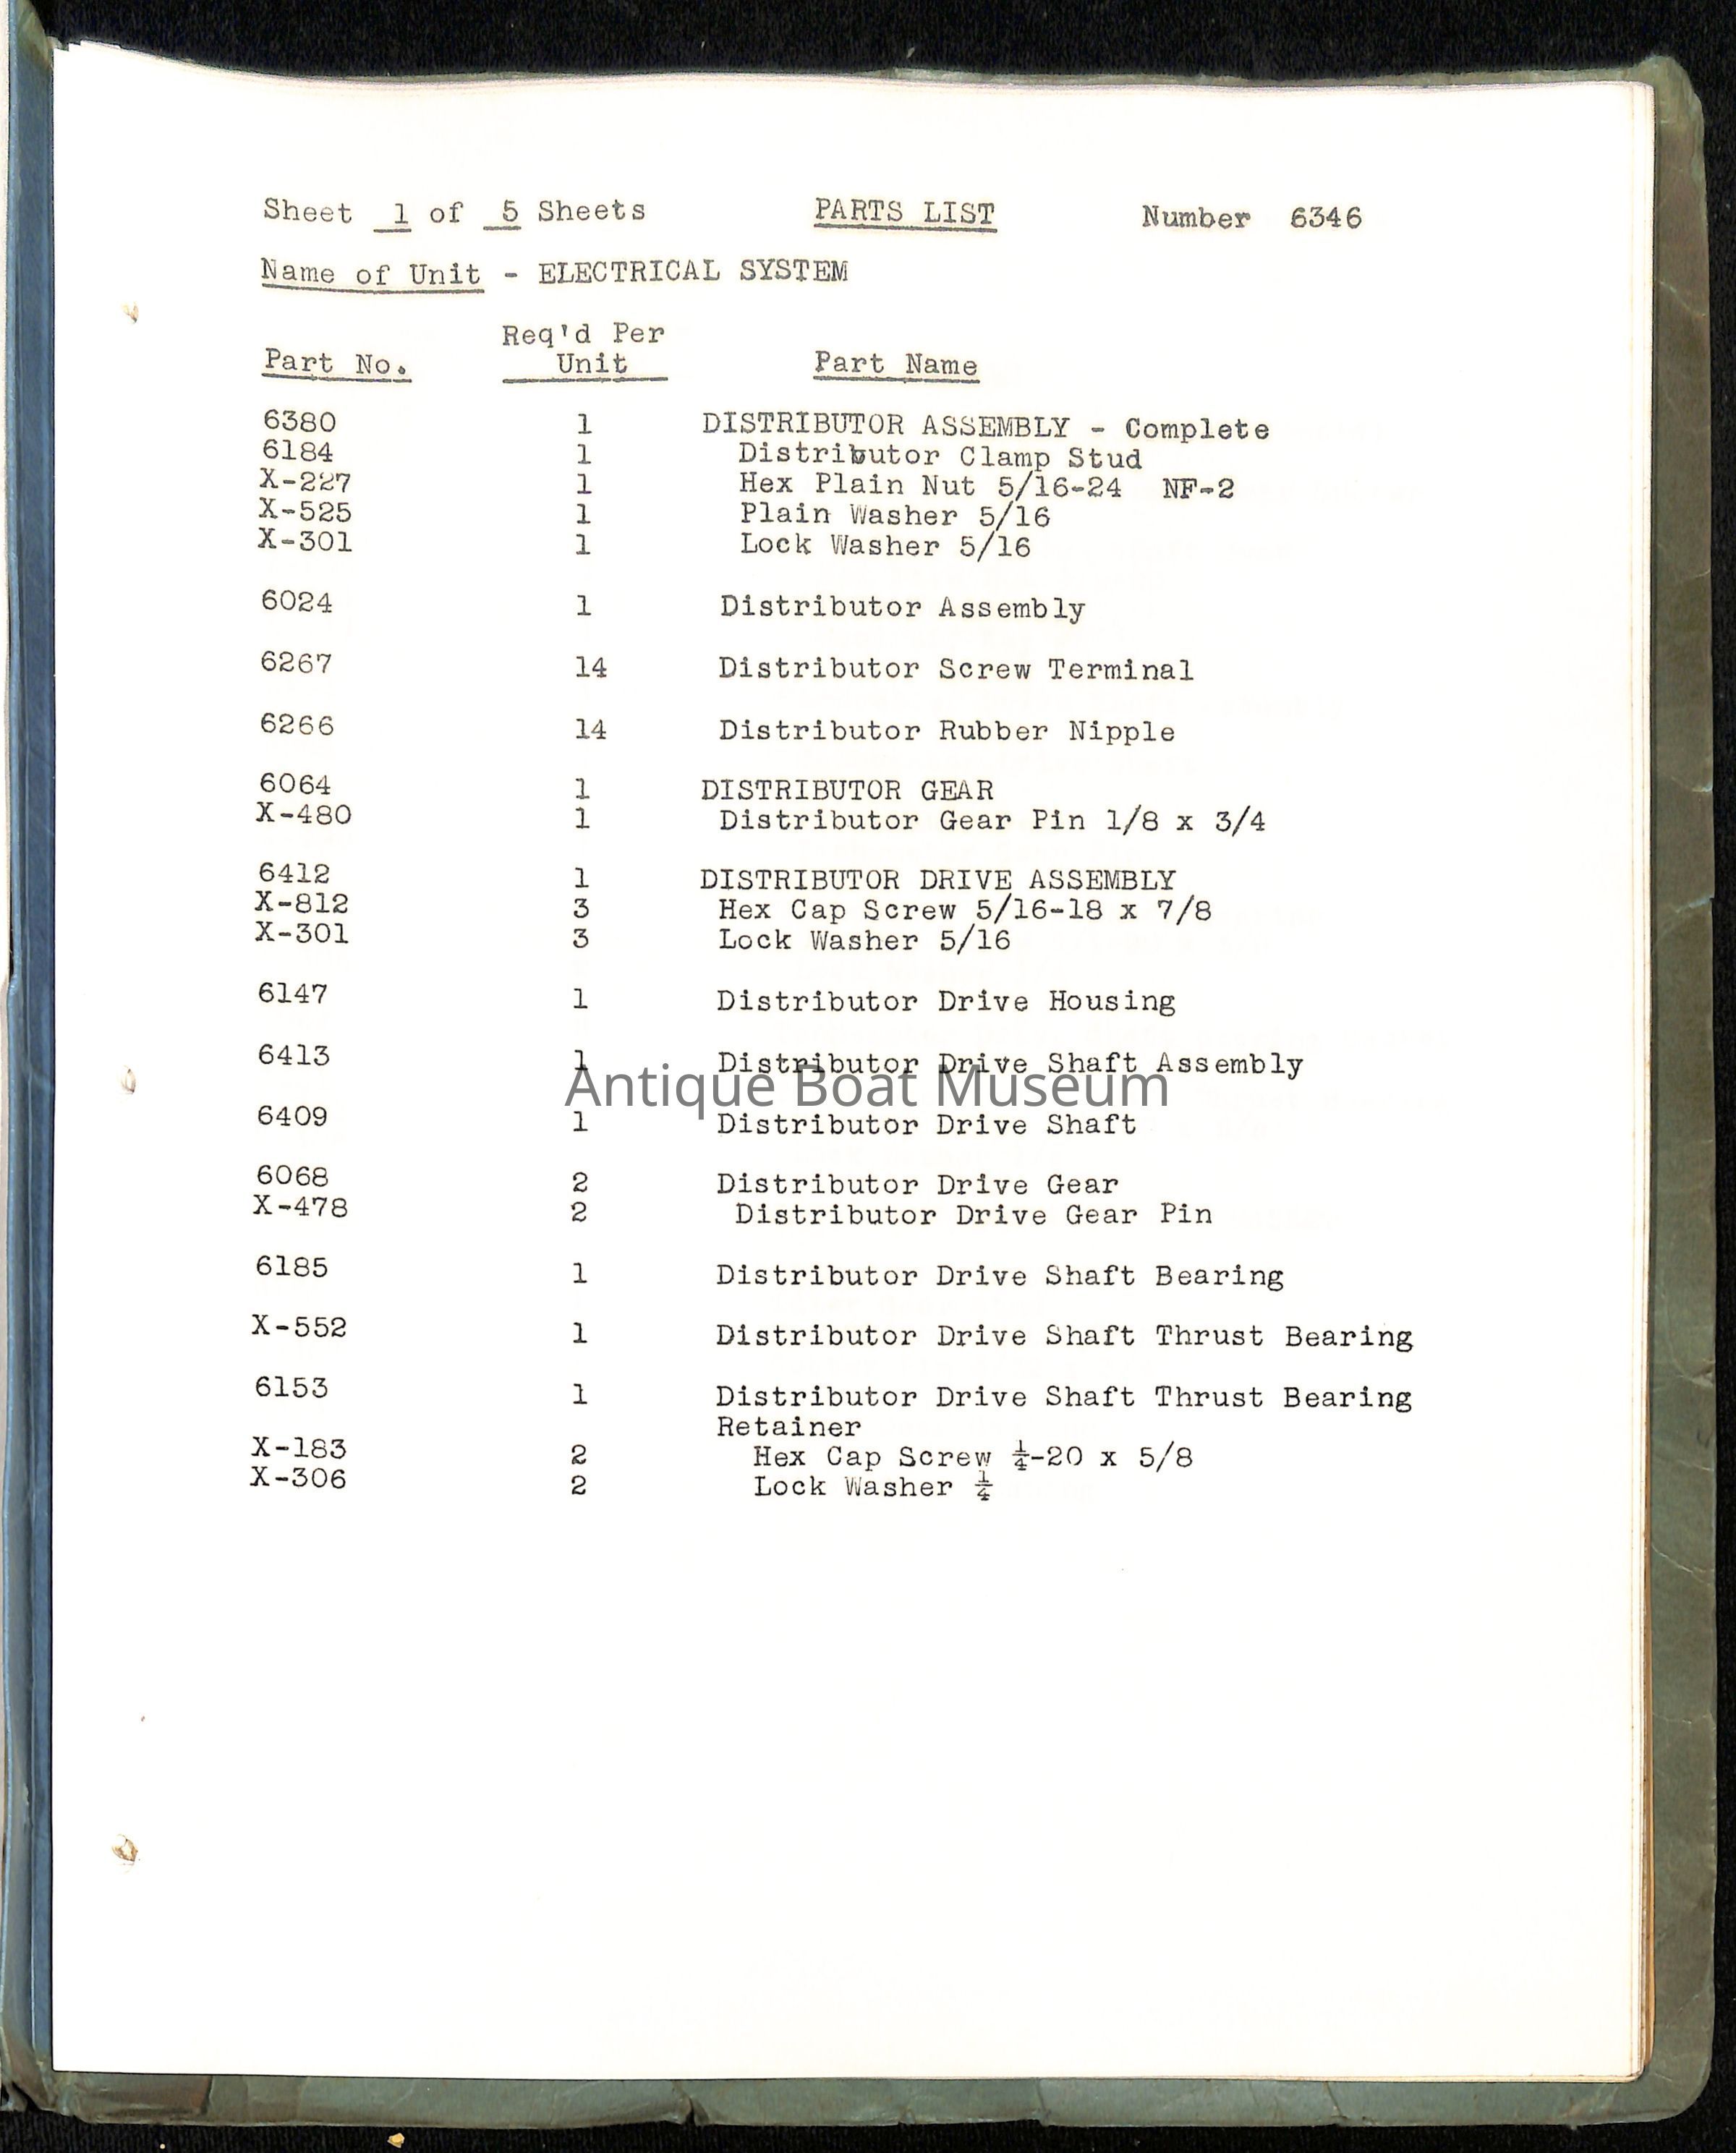 Sheet 1 of 5 Sheets PARTS LIST Number 6346
Name of Unit - ELECTRICAL SYSTEM
Req'd Per
Part No. Unit Part Name
6380 1 DISTRIBUTOR ASSEMBLY - Complete
6184 1 Distributor Clamp Stud
X-227 1 Hex Plain Nut 5/16-24 NF-2
X-525 1 Plain Washer 5/16
X-301 1 Lock Washer 5/16
6024 1 Distributor Assembly
6267 14 Distributor Screw Terminal
6266 14 Distributor Rubber Nipple
6064 1 DISTRIBUTOR GEAR
X-480 1 Distributor Gear Pin 1/8 x 3/4
6412 1 DISTRIBUTOR DRIVE ASSEMBLY
X-812 3 Hex Cap Screw 5/16-18 x 7/8
X-301 3 Lock Washer 5/16
6147 1 Distributor Drive Housing
6413 1 Distributor Drive Shaft Assembly
Antique Boat Museum
6409 1 Distributor Drive Shaft
6068 2 Distributor Drive Gear
X-478 2 Distributor Drive Gear Pin
6185 1 Distributor Drive Shaft Bearing
X-552 1 Distributor Drive Shaft Thrust Bearing
6153 1 Distributor Drive Shaft Thrust Bearing
Retainer
X-183 2 Hex Cap Screw ¼-20 x 5/8
X-306 2 Lock Washer ¼